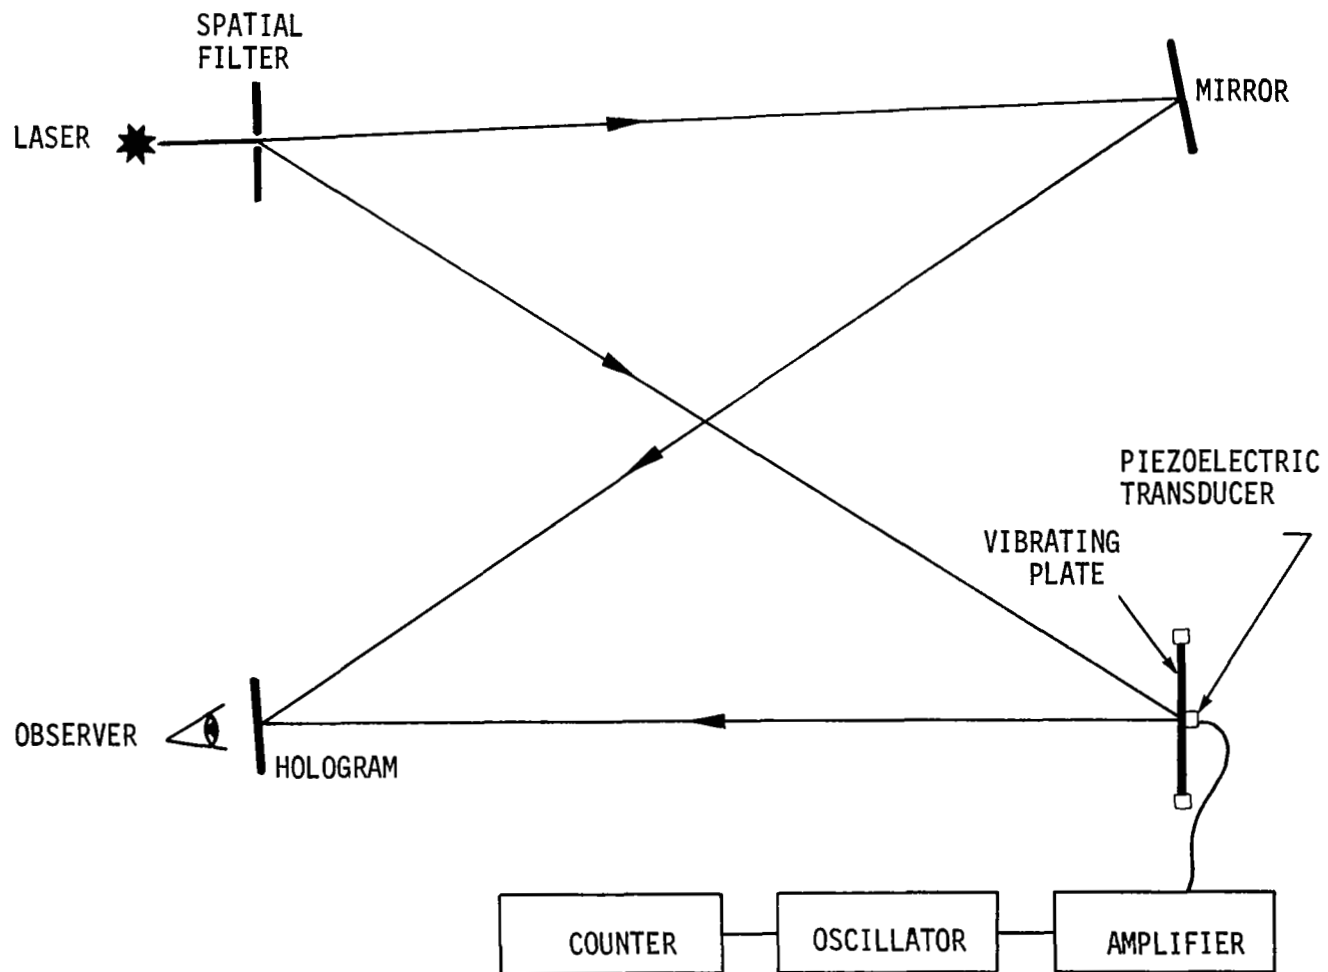 SPATIAL
FILTER
LASER
MIRROR
PIEZOELECTRIC
TRANSDUCER
VIBRATING
PLATE
OBSERVER
HOLOGRAM
COUNTER
OSCILLATOR
AMPLIFIER